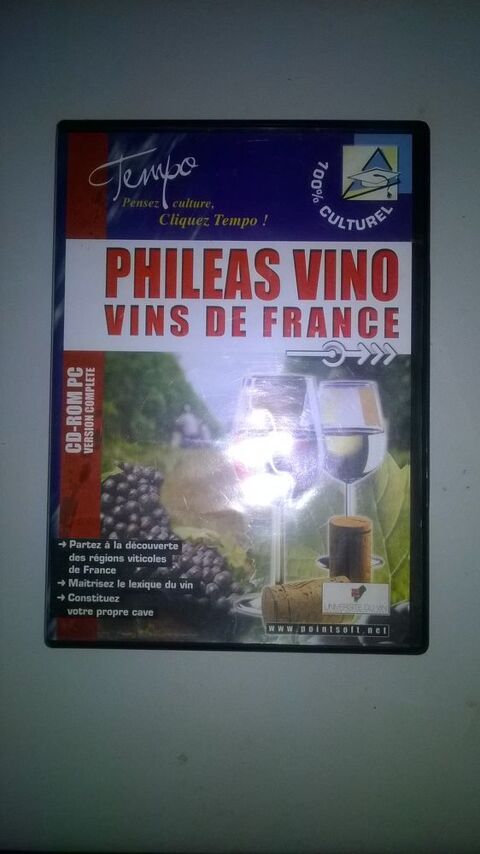 Tempo
Pensez culture,
Cliquez Tempo !
100% CULTUREL
PHILEAS VINO
VINS DE FRANCE
CD-ROM PC
VERSION COMPLETE
→ Partez à la découverte
des régions viticoles
de France
→ Maîtrisez le lexique du vin
→ Constituez
votre propre cave
UNIVERSITE DU VIN
www.pointsoft.net